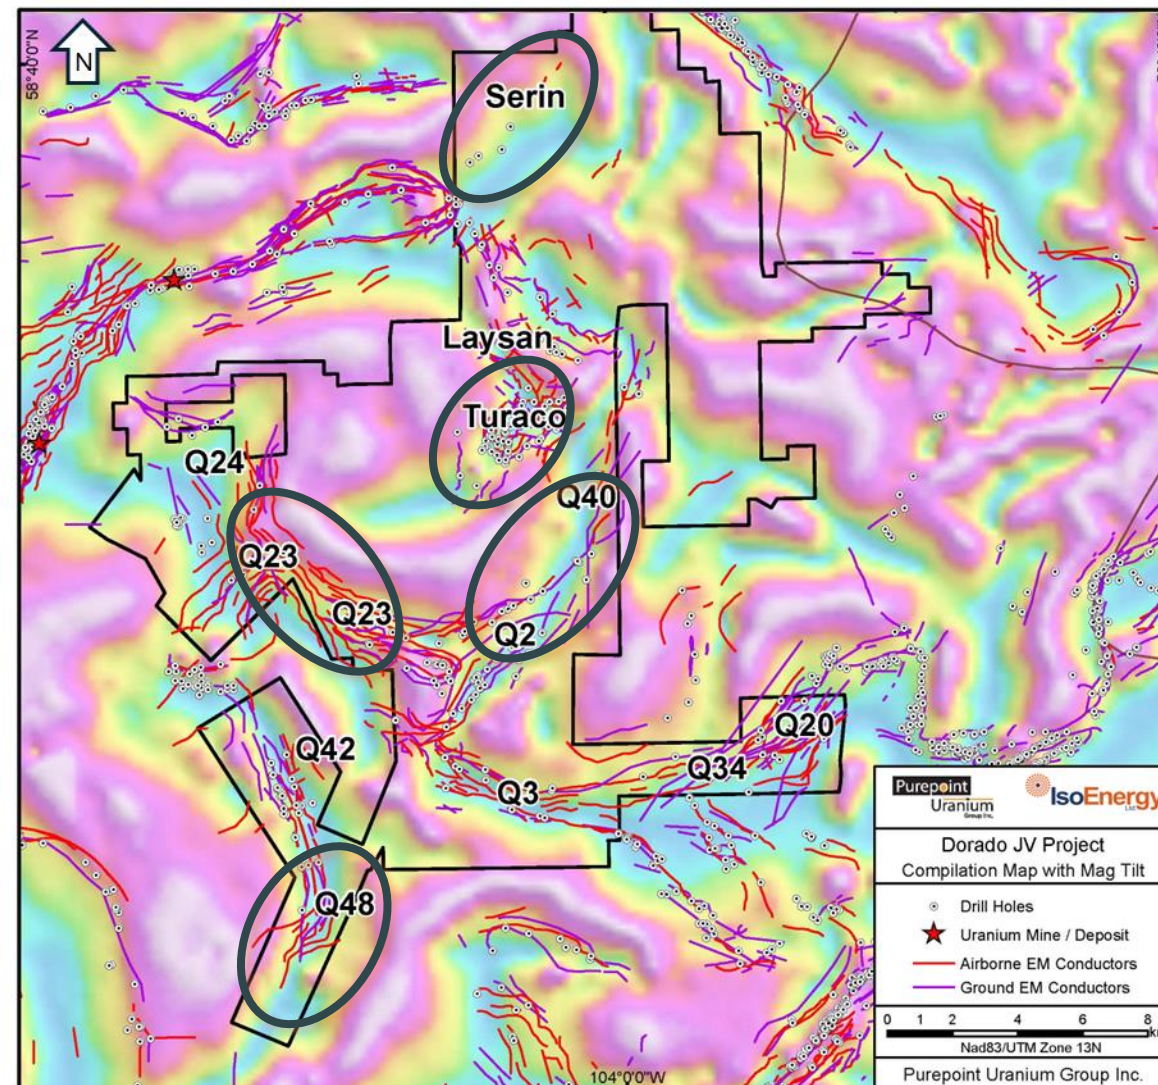 N
58°40'0"N
Serin
Laysan
Turaco
Q24
Q40
Q23
Q23
Q2
Q42
Q20
Q34
Q3
Q48
Purepoint
Uranium
Group Inc.
IsoEnergy
Dorado JV Project
Compilation Map with Mag Tilt
Drill Holes
Uranium Mine / Deposit
Airborne EM Conductors
Ground EM Conductors
0 1 2 4 6 8
Nad83/UTM Zone 13N
104°0'0"W
Purepoint Uranium Group Inc.